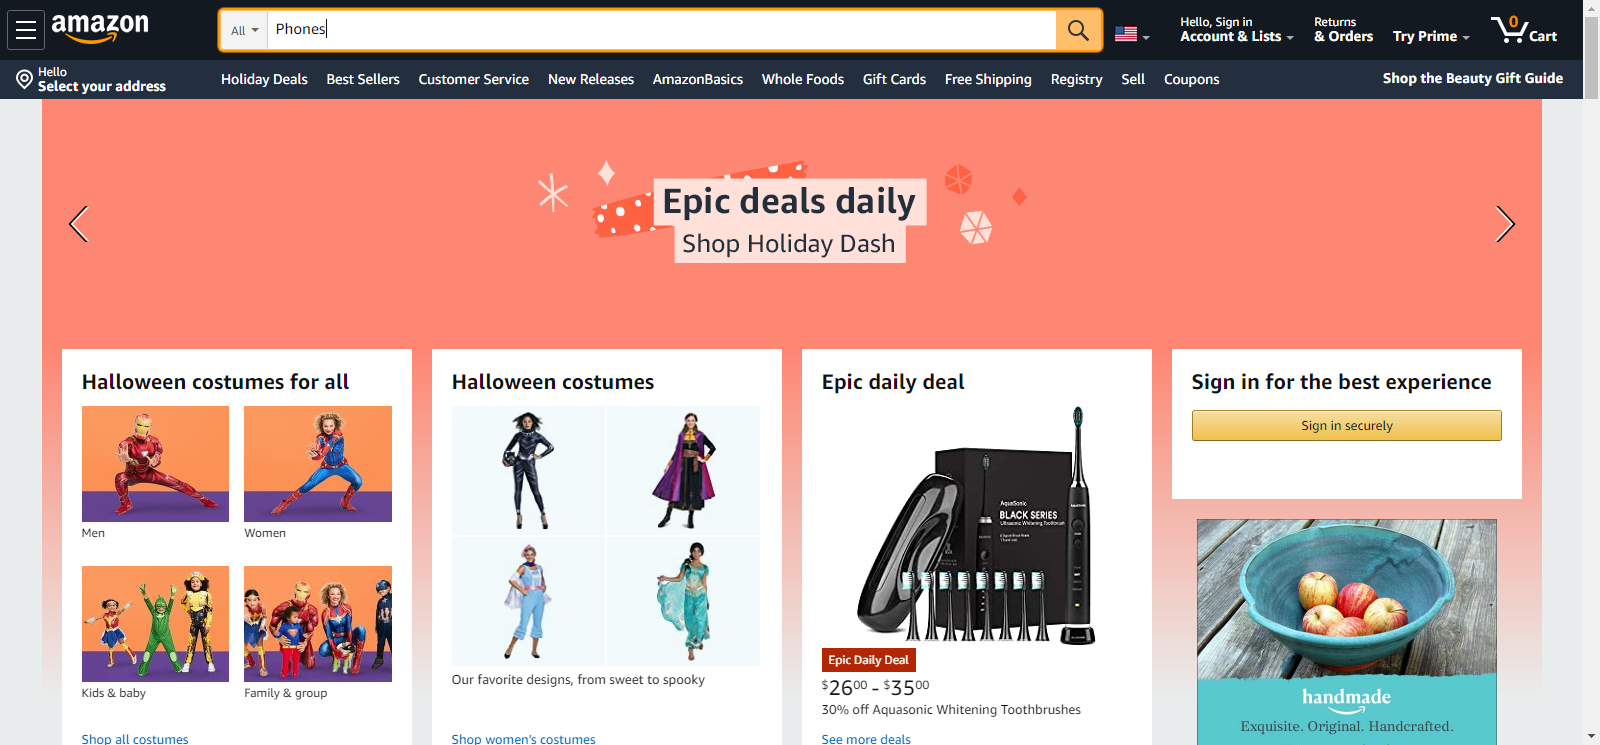 amazon
All
Phones
Hello, Sign in
Account & Lists
Returns
& Orders
Try Prime
0
Cart
Hello
Select your address
Holiday Deals
Best Sellers
Customer Service
New Releases
AmazonBasics
Whole Foods
Gift Cards
Free Shipping
Registry
Sell
Coupons
Shop the Beauty Gift Guide
Epic deals daily
Shop Holiday Dash
Halloween costumes for all
Men
Women
Kids & baby
Family & group
Shop all costumes
Halloween costumes
Our favorite designs, from sweet to spooky
Shop women's costumes
Epic daily deal
AquaSonic
BLACK SERIES
Ultrasonic Whitening Toothbrush
Epic Daily Deal
$2600 - $3500
30% off Aquasonic Whitening Toothbrushes
See more deals
Sign in for the best experience
Sign in securely
handmade
Exquisite. Original. Handcrafted.